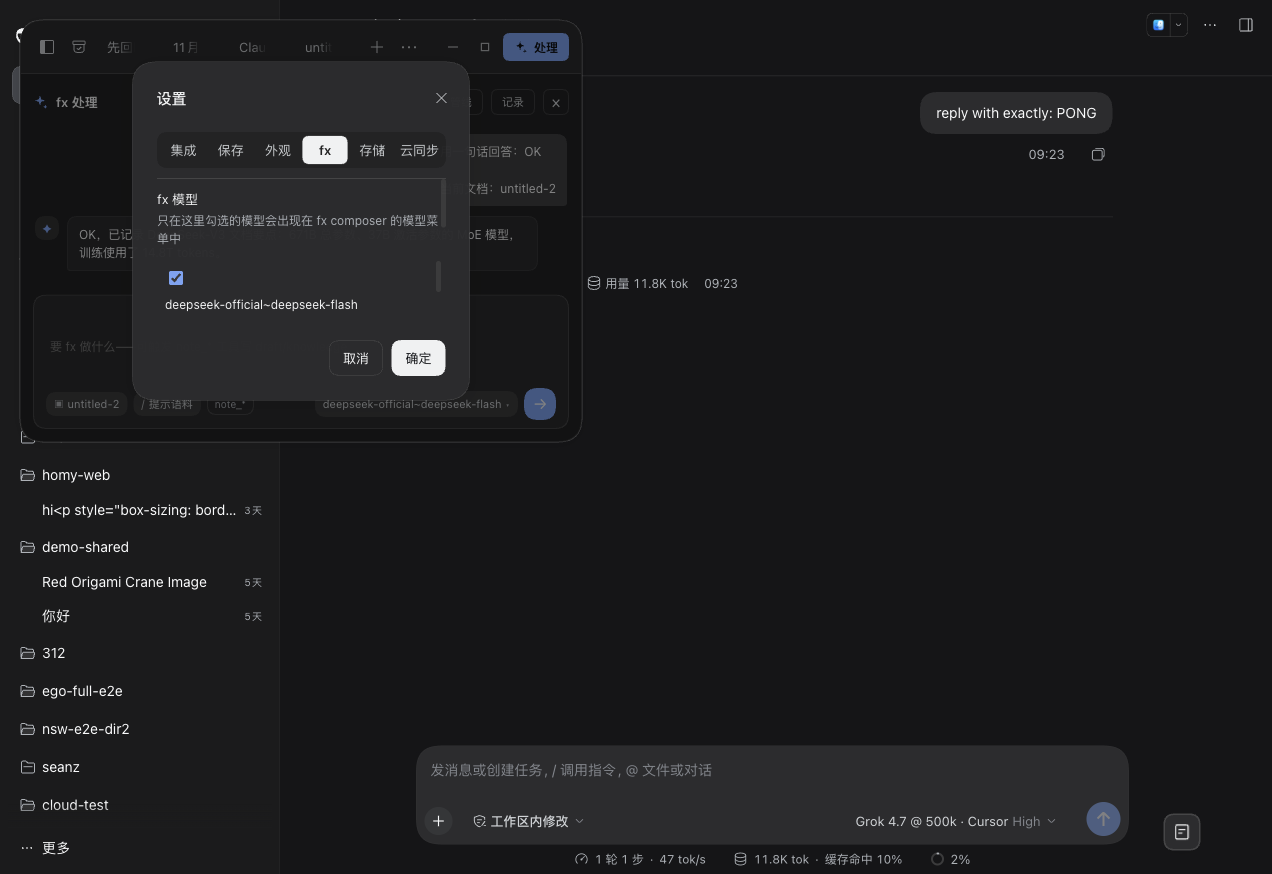 先回
11月
Clau
untit
处理
fx 处理
记录
句话回答：OK
文档：untitled-2
OK，已记
E 模型，
训练使用了
设置
集成
保存
外观
fx
存储
云同步
fx 模型
只在这里勾选的模型会出现在 fx composer 的模型菜
单中
deepseek-official~deepseek-flash
取消
确定
要 fx 做什么——
untitled-2
/ 提示语料
note_*
deepseek-official~deepseek-flash
homy-web
hi<p style="box-sizing: bord...
3天
demo-shared
Red Origami Crane Image
5天
你好
5天
312
ego-full-e2e
nsw-e2e-dir2
seanz
cloud-test
更多
reply with exactly: PONG
09:23
用量 11.8K tok
09:23
发消息或创建任务, / 调用指令, @ 文件或对话
工作区内修改
Grok 4.7 @ 500k · Cursor High
1 轮 1 步 · 47 tok/s
11.8K tok · 缓存命中 10%
2%